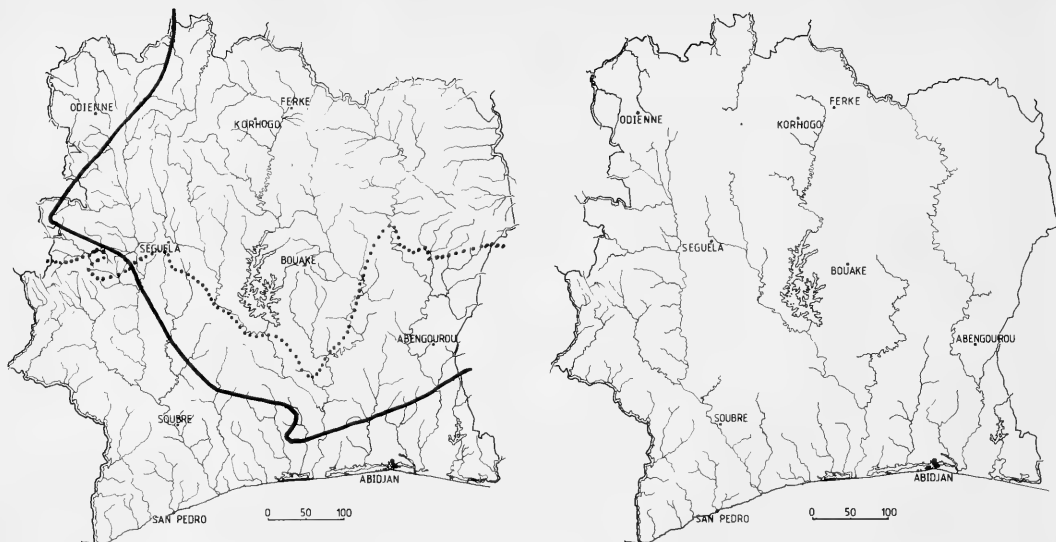 ODIENNE
FERKE
KORHOGO
SEGUELA
BOUAKE
ABENGOUROU
SOUBRE
ABIDJAN
SAN PEDRO
0 50 100
FERKE
ODIENNE
KORHOGO
SEGUELA
BOUAKE
ABENGOUROU
SOUBRE
ABIDJAN
SAN PEDRO
0 50 100